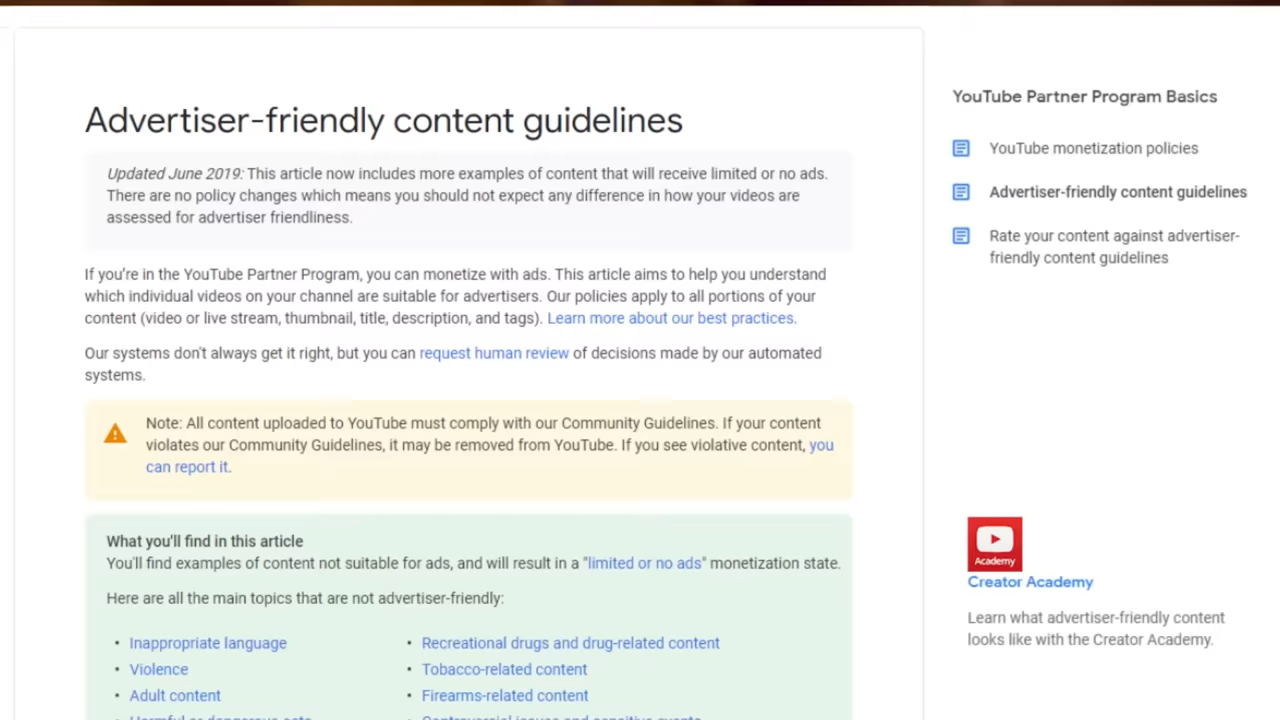 Advertiser-friendly content guidelines
Updated June 2019: This article now includes more examples of content that will receive limited or no ads.
There are no policy changes which means you should not expect any difference in how your videos are
assessed for advertiser friendliness.
If you're in the YouTube Partner Program, you can monetize with ads. This article aims to help you understand
which individual videos on your channel are suitable for advertisers. Our policies apply to all portions of your
content (video or live stream, thumbnail, title, description, and tags). Learn more about our best practices.
Our systems don't always get it right, but you can request human review of decisions made by our automated
systems.
Note: All content uploaded to YouTube must comply with our Community Guidelines. If your content
violates our Community Guidelines, it may be removed from YouTube. If you see violative content, you
can report it.
What you'll find in this article
You'll find examples of content not suitable for ads, and will result in a "limited or no ads" monetization state.
Here are all the main topics that are not advertiser-friendly:
• Inappropriate language
• Violence
• Adult content
• Harmful or dangerous acts
• Recreational drugs and drug-related content
• Tobacco-related content
• Firearms-related content
• Controversial issues and sensitive events
YouTube Partner Program Basics
YouTube monetization policies
Advertiser-friendly content guidelines
Rate your content against advertiser-
friendly content guidelines
Academy
Creator Academy
Learn what advertiser-friendly content
looks like with the Creator Academy.